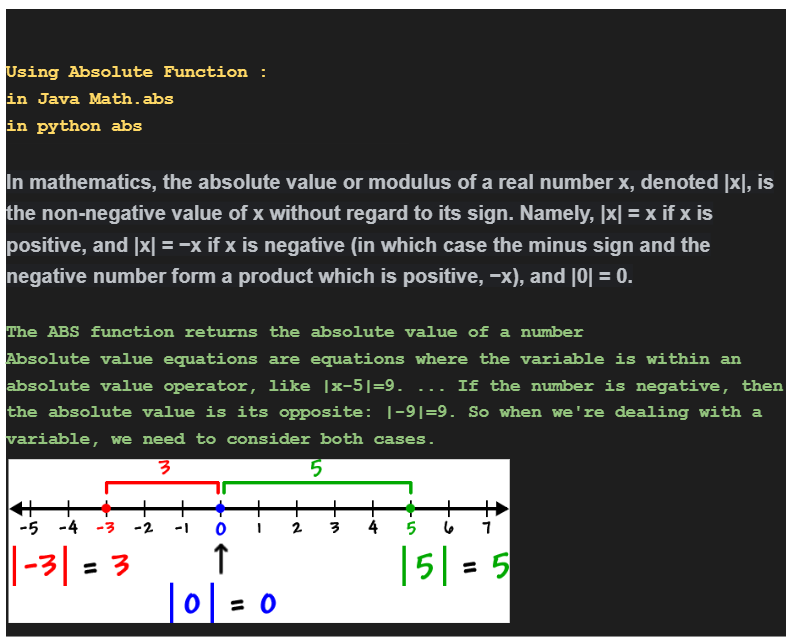 Using Absolute Function :
in Java Math.abs
in python abs
In mathematics, the absolute value or modulus of a real number x, denoted |x|, is
the non-negative value of x without regard to its sign. Namely, |x| = x if x is
positive, and |x| = −x if x is negative (in which case the minus sign and the
negative number form a product which is positive, −x), and |0| = 0.
The ABS function returns the absolute value of a number
Absolute value equations are equations where the variable is within an
absolute value operator, like |x-5|=9. ... If the number is negative, then
the absolute value is its opposite: |-9|=9. So when we're dealing with a
variable, we need to consider both cases.
3 5
-5 -4 -3 -2 -1 0 1 2 3 4 5 6 7
|-3| = 3 |5| = 5
|0| = 0